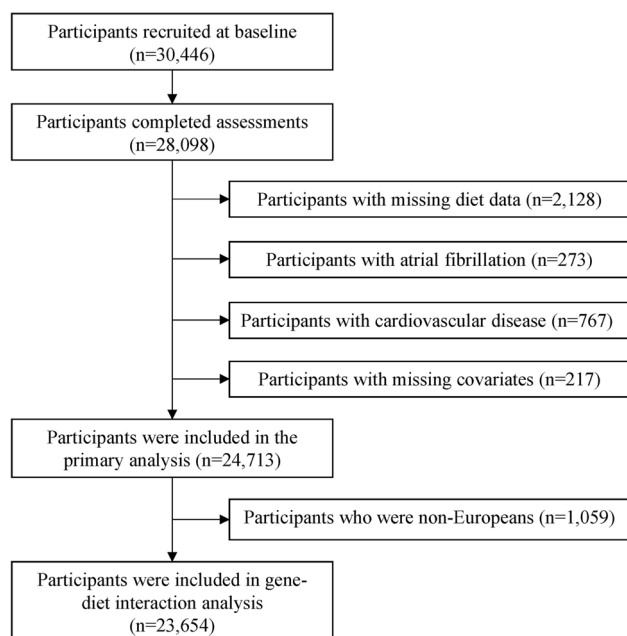 Participants recruited at baseline
(n=30,446)
Participants completed assessments
(n=28,098)
Participants with missing diet data (n=2,128)
Participants with atrial fibrillation (n=273)
Participants with cardiovascular disease (n=767)
Participants with missing covariates (n=217)
Participants were included in the
primary analysis (n=24,713)
Participants who were non-Europeans (n=1,059)
Participants were included in gene-
diet interaction analysis
(n=23,654)